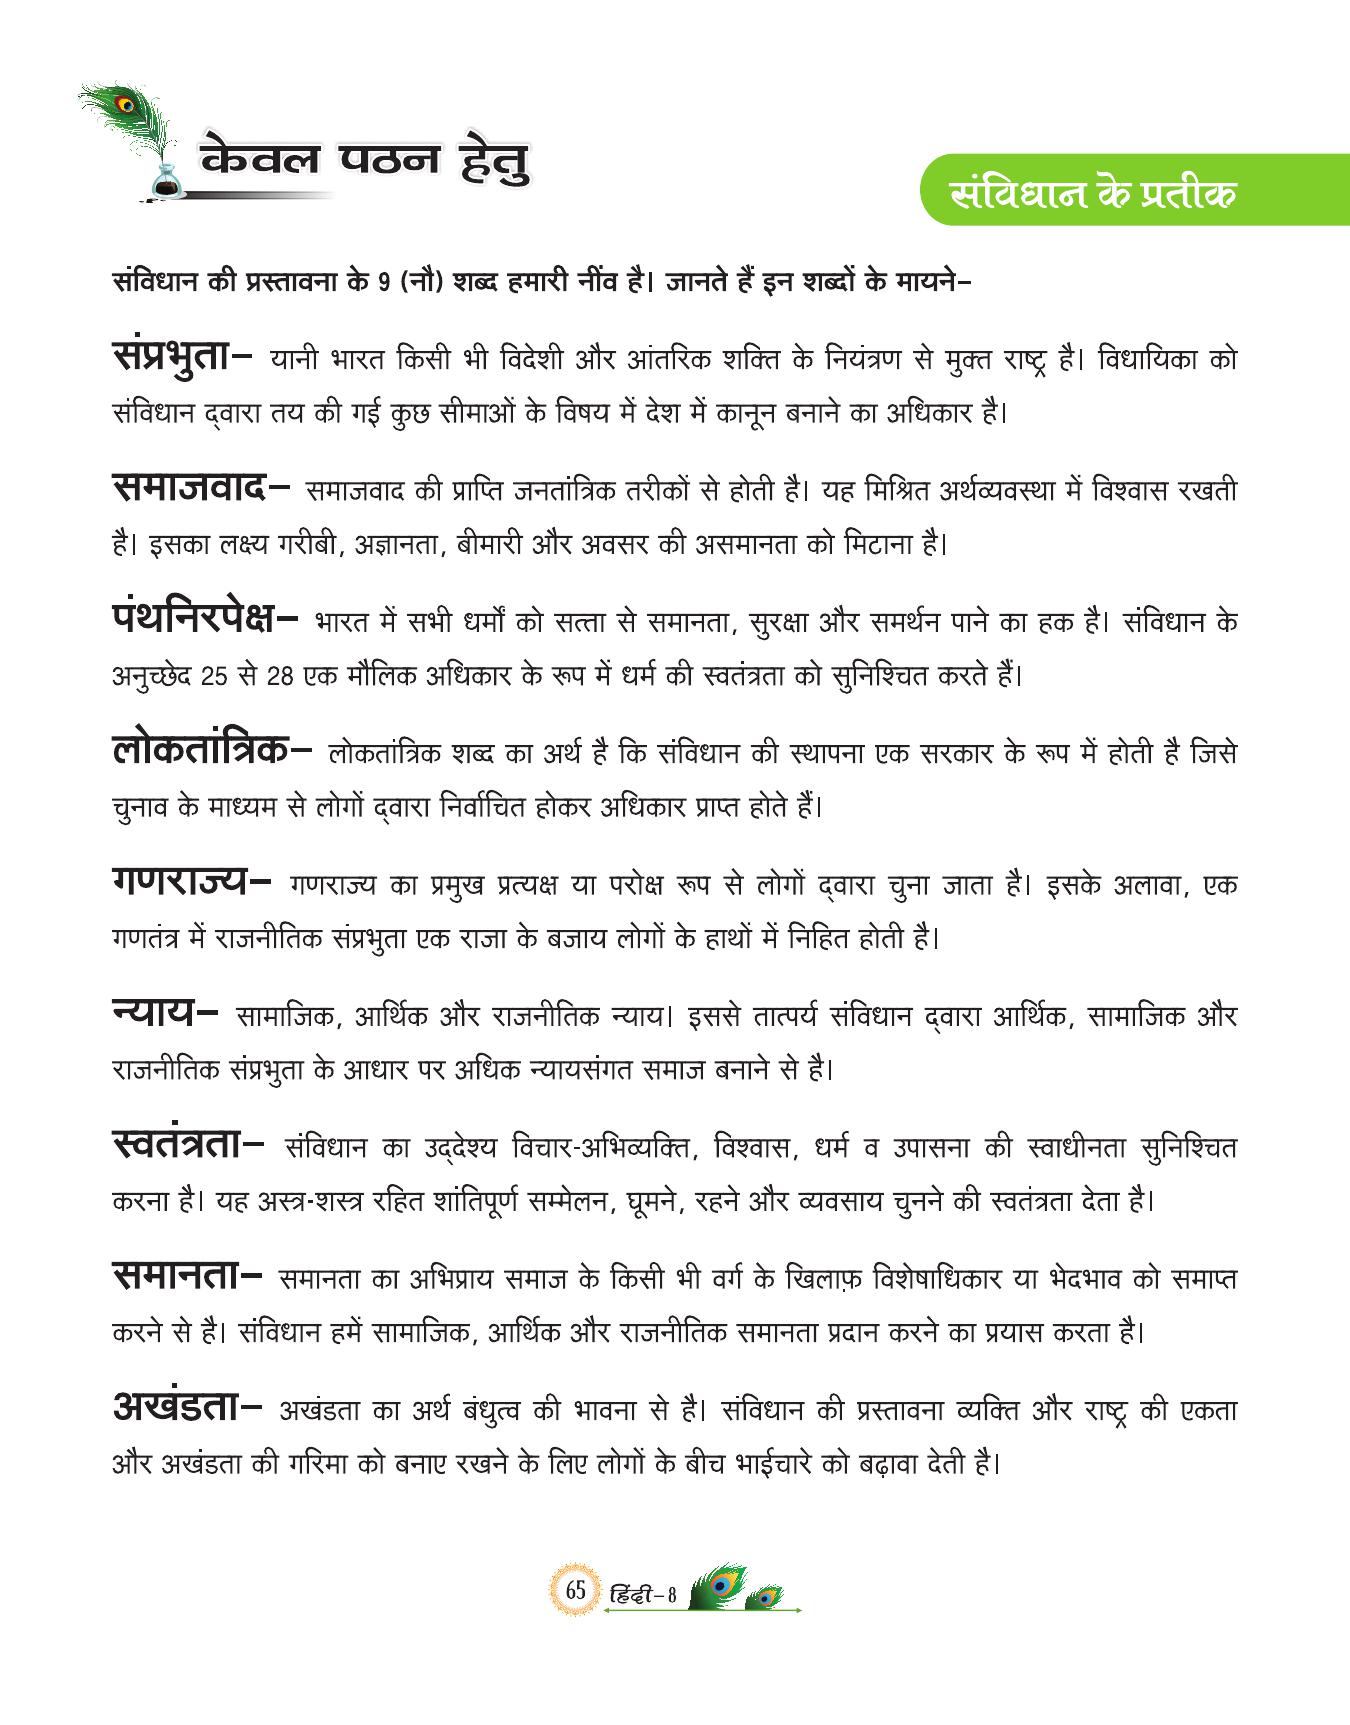 केवल पठन हेतु
संविधान के प्रतीक
संविधान की प्रस्तावना के 9 (नौ) शब्द हमारी नींव है। जानते हैं इन शब्दों के मायने–
संप्रभुता– यानी भारत किसी भी विदेशी और आंतरिक शक्ति के नियंत्रण से मुक्त राष्ट्र है। विधायिका को
संविधान द्‌वारा तय की गई कुछ सीमाओं के विषय में देश में कानून बनाने का अधिकार है।
समाजवाद– समाजवाद की प्राप्ति जनतांत्रिक तरीकों से होती है। यह मिश्रित अर्थव्यवस्था में विश्वास रखती
है। इसका लक्ष्य गरीबी, अज्ञानता, बीमारी और अवसर की असमानता को मिटाना है।
पंथनिरपेक्ष– भारत में सभी धर्मों को सत्ता से समानता, सुरक्षा और समर्थन पाने का हक है। संविधान के
अनुच्छेद 25 से 28 एक मौलिक अधिकार के रूप में धर्म की स्वतंत्रता को सुनिश्चित करते हैं।
लोकतांत्रिक– लोकतांत्रिक शब्द का अर्थ है कि संविधान की स्थापना एक सरकार के रूप में होती है जिसे
चुनाव के माध्यम से लोगों द्‌वारा निर्वाचित होकर अधिकार प्राप्त होते हैं।
गणराज्य– गणराज्य का प्रमुख प्रत्यक्ष या परोक्ष रूप से लोगों द्‌वारा चुना जाता है। इसके अलावा, एक
गणतंत्र में राजनीतिक संप्रभुता एक राजा के बजाय लोगों के हाथों में निहित होती है।
न्याय– सामाजिक, आर्थिक और राजनीतिक न्याय। इससे तात्पर्य संविधान द्‌वारा आर्थिक, सामाजिक और
राजनीतिक संप्रभुता के आधार पर अधिक न्यायसंगत समाज बनाने से है।
स्वतंत्रता– संविधान का उद्‌देश्य विचार-अभिव्यक्ति, विश्वास, धर्म व उपासना की स्वाधीनता सुनिश्चित
करना है। यह अस्त्र-शस्त्र रहित शांतिपूर्ण सम्मेलन, घूमने, रहने और व्यवसाय चुनने की स्वतंत्रता देता है।
समानता– समानता का अभिप्राय समाज के किसी भी वर्ग के खिलाफ़ विशेषाधिकार या भेदभाव को समाप्त
करने से है। संविधान हमें सामाजिक, आर्थिक और राजनीतिक समानता प्रदान करने का प्रयास करता है।
अखंडता– अखंडता का अर्थ बंधुत्व की भावना से है। संविधान की प्रस्तावना व्यक्ति और राष्ट्र की एकता
और अखंडता की गरिमा को बनाए रखने के लिए लोगों के बीच भाईचारे को बढ़ावा देती है।
65 हिंदी–8